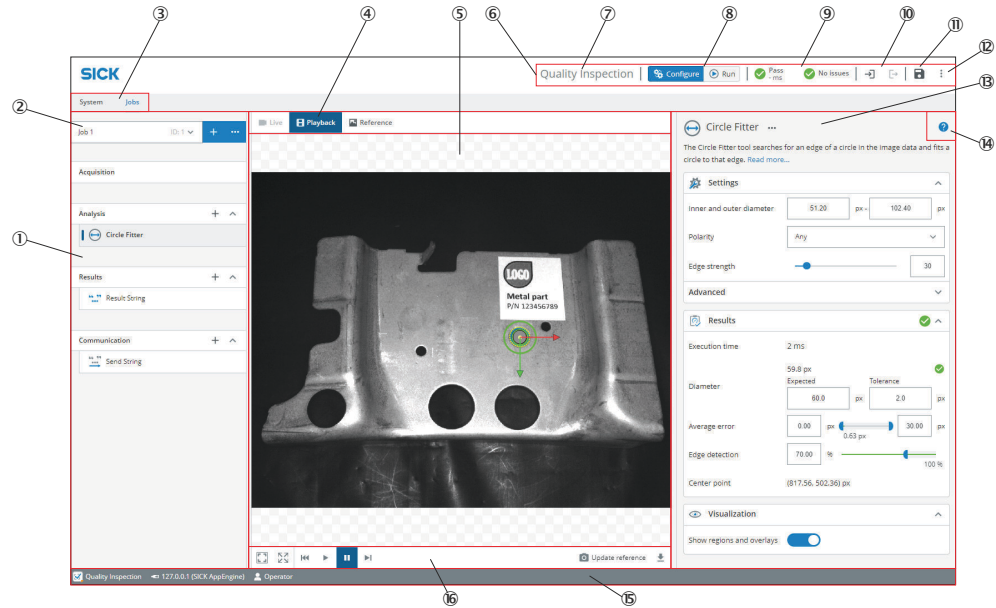 ③ ④ ⑤ ⑥ ⑦ ⑧ ⑨ ⑩ ⑪
⑫
⑬
⑭
②
①
⑯ ⑮
SICK
Quality Inspection Configure Run Pass - ms No issues
System Jobs
Job 1 ID: 1
Live Playback Reference
Acquisition
Analysis
Circle Fitter
Results
Result String
Communication
Send String
LOGO
Metal part
P/N 123456789
Circle Fitter
The Circle Fitter tool searches for an edge of a circle in the image data and fits a
circle to that edge. Read more...
Settings
Inner and outer diameter 51.20 px - 102.40 px
Polarity Any
Edge strength 30
Advanced
Results
Execution time 2 ms
59.8 px
Expected Tolerance
Diameter 60.0 px 2.0 px
Average error 0.00 px 30.00 px
0.63 px
Edge detection 70.00 %
100 %
Center point (817.56, 502.36) px
Visualization
Show regions and overlays
Update reference
Quality Inspection 127.0.0.1 (SICK AppEngine) Operator